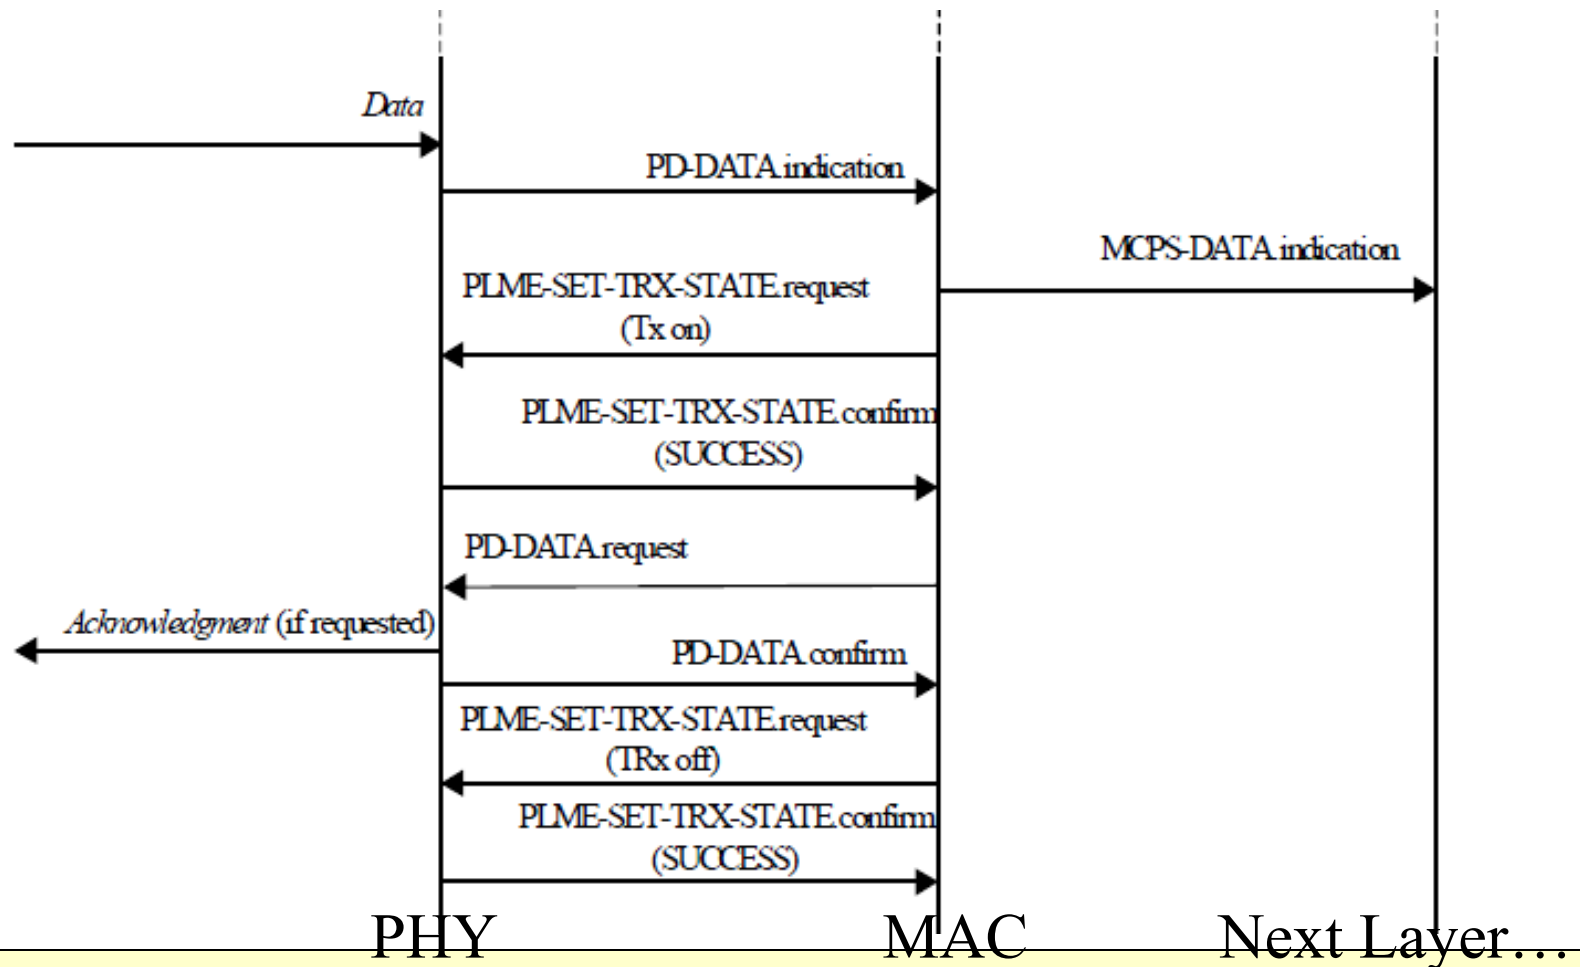 Data
PD-DATA.indication
MCPS-DATA.indication
PLME-SET-TRX-STATE.request
(Tx on)
PLME-SET-TRX-STATE.confirm
(SUCCESS)
PD-DATA.request
Acknowledgment (if requested)
PD-DATA.confirm
PLME-SET-TRX-STATE.request
(TRx off)
PLME-SET-TRX-STATE.confirm
(SUCCESS)
PHY MAC Next Layer…